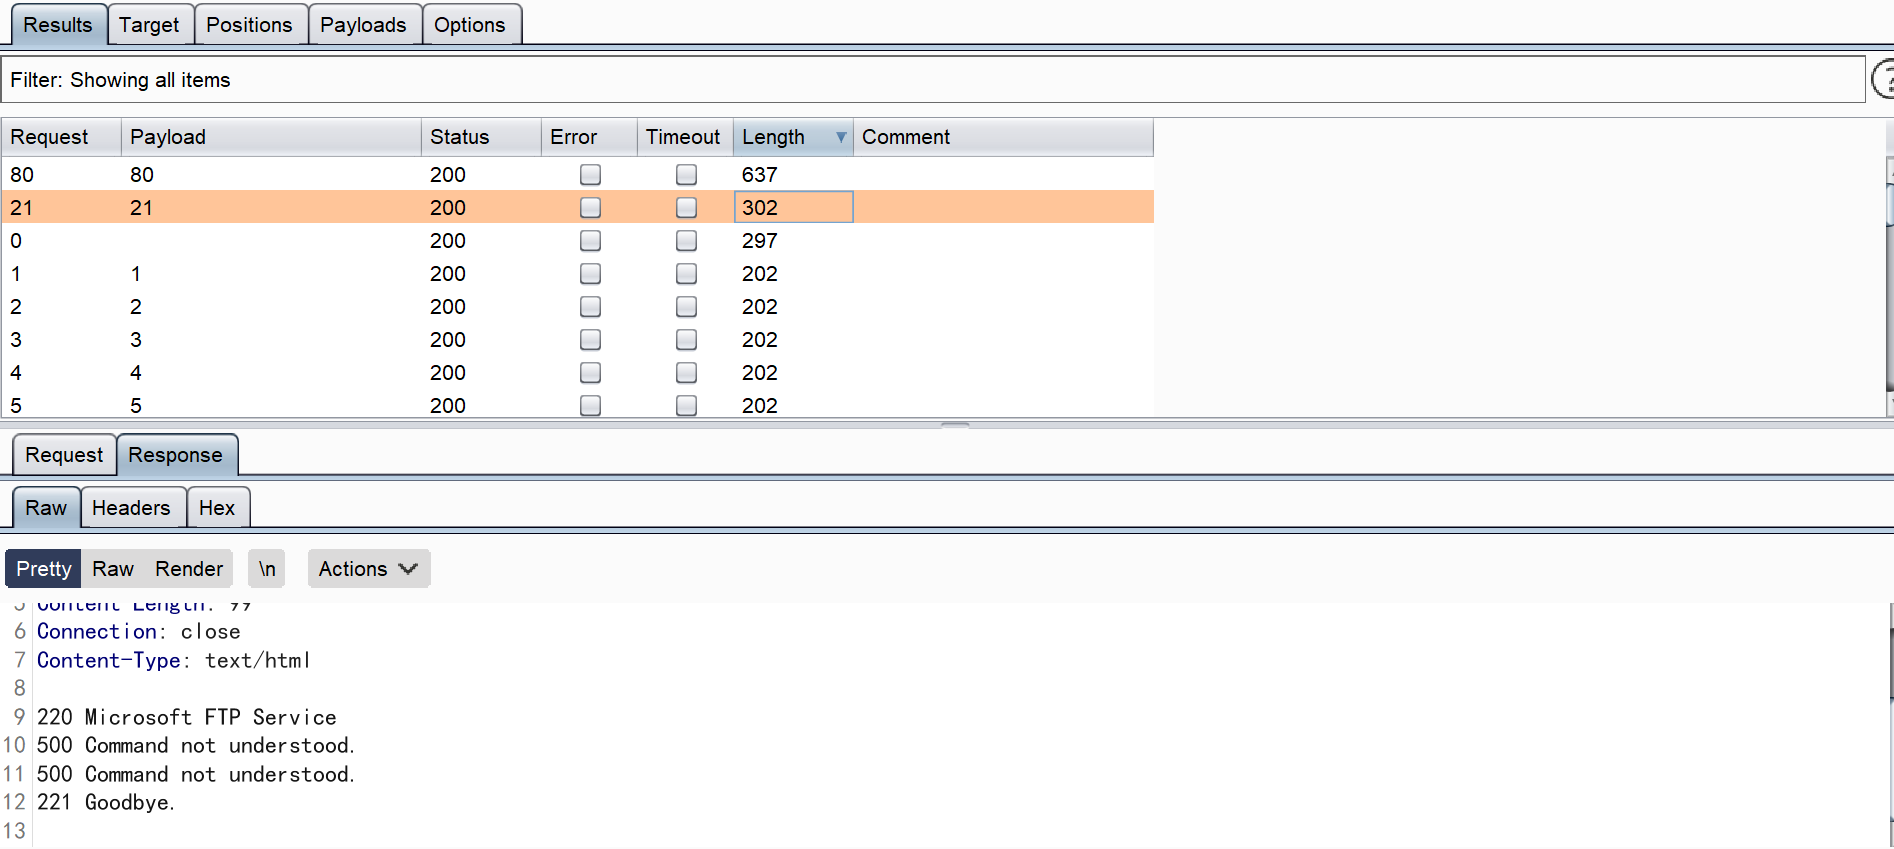 Results Target Positions Payloads Options
Filter: Showing all items
Request Payload Status Error Timeout Length Comment
80 80 200 637
21 21 200 302
0 200 297
1 1 200 202
2 2 200 202
3 3 200 202
4 4 200 202
5 5 200 202
Request Response
Raw Headers Hex
Pretty Raw Render \n Actions
5 Content Length: 99
6 Connection: close
7 Content-Type: text/html
8
9 220 Microsoft FTP Service
10 500 Command not understood.
11 500 Command not understood.
12 221 Goodbye.
13